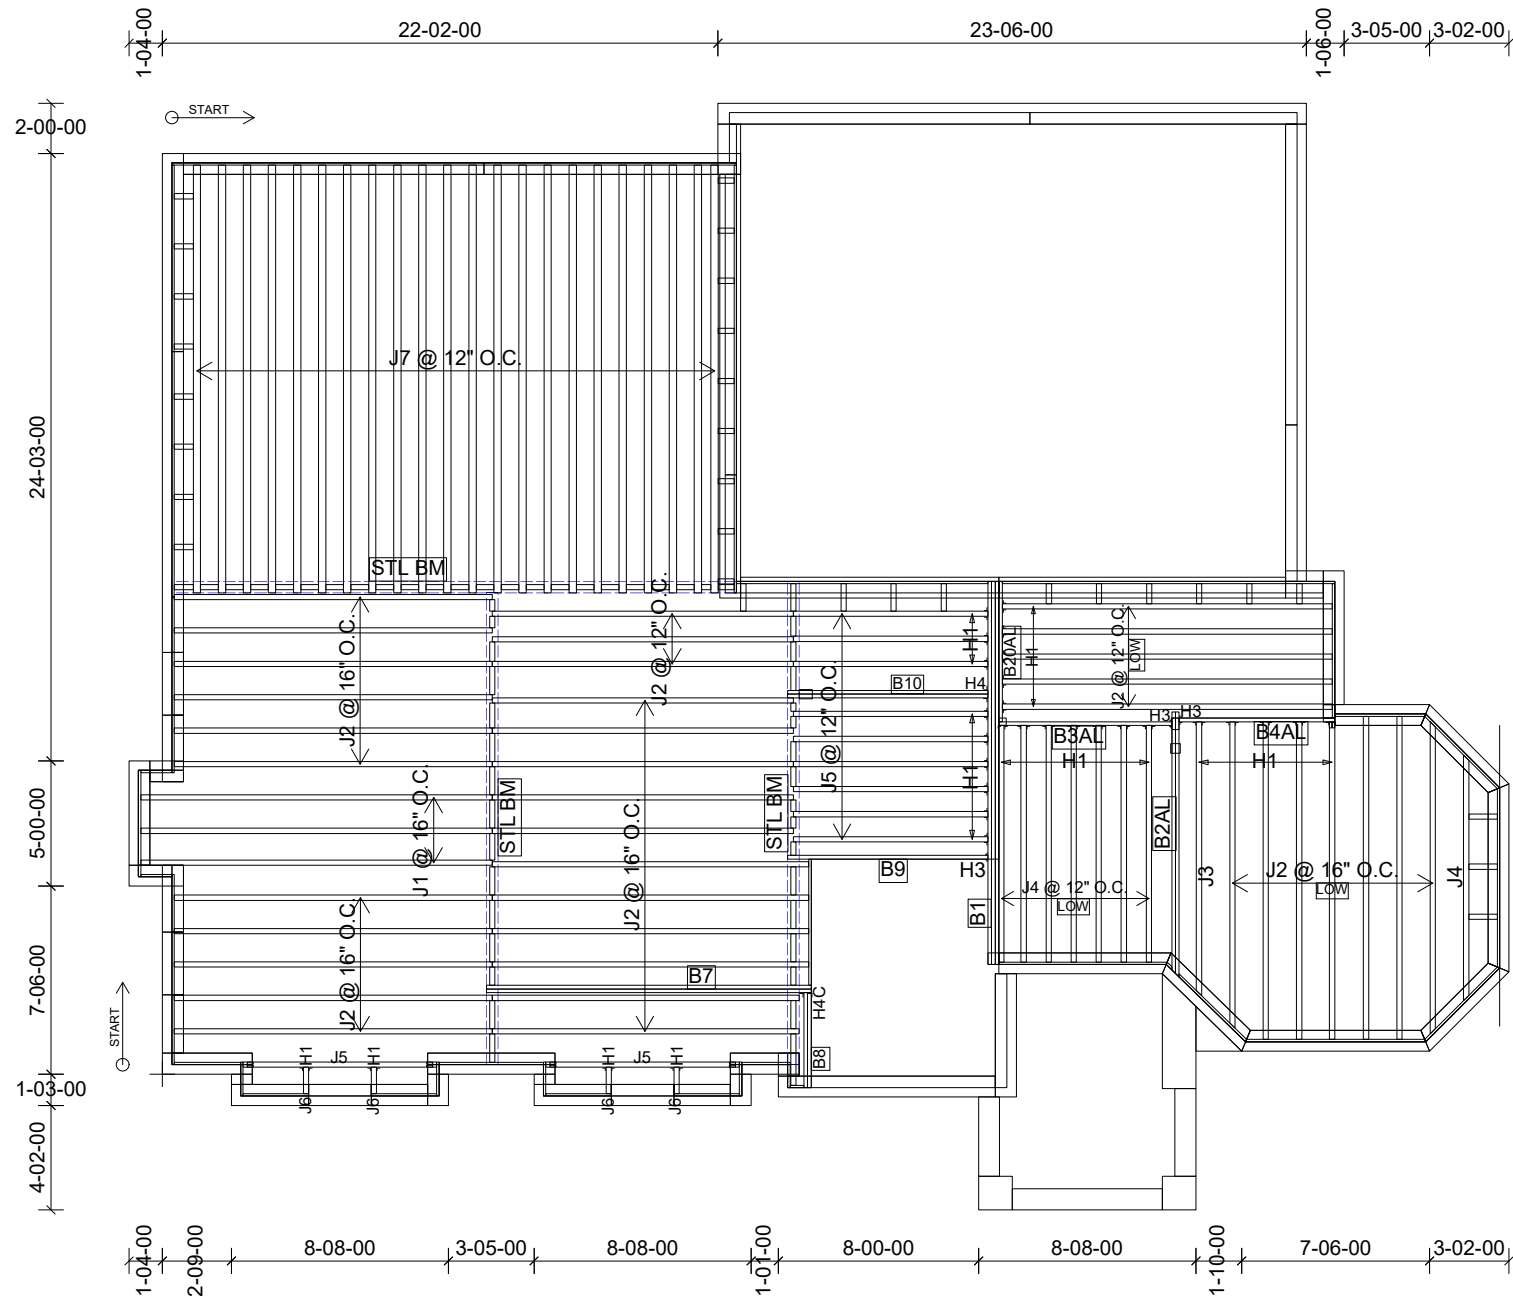 1-04-00
22-02-00
23-06-00
1-06-00
3-05-00
3-02-00
START
2-00-00
24-03-00
5-00-00
7-06-00
1-03-00
4-02-00
J7 @ 12" O.C.
STL BM
J2 @ 16" O.C.
J2 @ 12" O.C.
H1
B20AL
H1
J2 @ 12" O.C.
LOW
B10
H4
J5 @ 12" O.C.
H3
H3
B3AL
B4AL
H1
H1
J1 @ 16" O.C.
STL BM
J2 @ 16" O.C.
STL BM
H1
B2AL
B9
H3
J4 @ 12" O.C.
LOW
J3
J2 @ 16" O.C.
LOW
J4
B1
J2 @ 16" O.C.
B7
H4C
START
H1
J5
H1
H1
J5
H1
B8
J6
J6
J6
J6
1-04-00
2-09-00
8-08-00
3-05-00
8-08-00
1-01-00
8-00-00
8-08-00
1-10-00
7-06-00
3-02-00